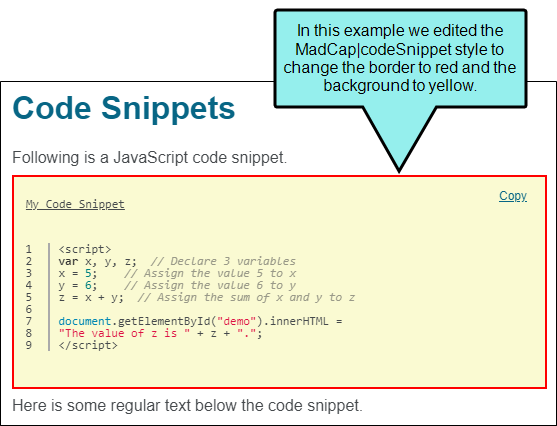 In this example we edited the
MadCap|codeSnippet style to
change the border to red and the
background to yellow.
Code Snippets
Following is a JavaScript code snippet.
Copy
My Code Snippet
1 <script>
2 var x, y, z;  // Declare 3 variables
3 x = 5;    // Assign the value 5 to x
4 y = 6;    // Assign the value 6 to y
5 z = x + y;  // Assign the sum of x and y to z
6
7 document.getElementById("demo").innerHTML =
8 "The value of z is " + z + ".";
9 </script>
Here is some regular text below the code snippet.